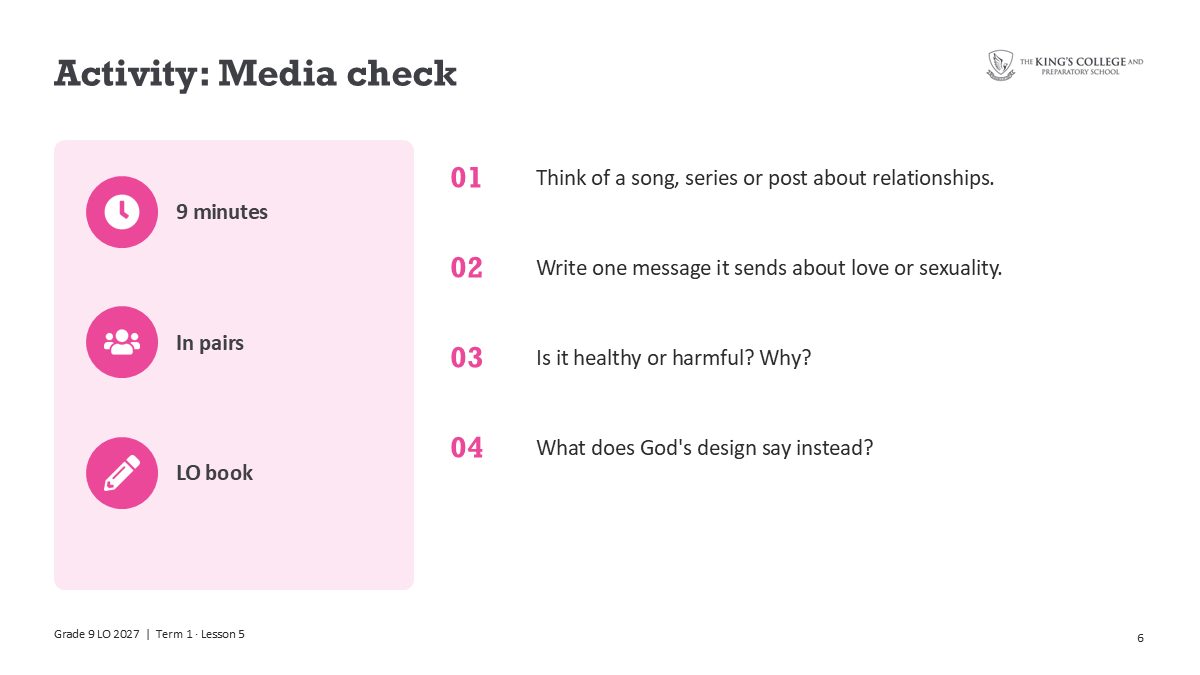 Activity: Media check
THE KING'S COLLEGE AND
PREPARATORY SCHOOL
9 minutes
In pairs
LO book
01 Think of a song, series or post about relationships.
02 Write one message it sends about love or sexuality.
03 Is it healthy or harmful? Why?
04 What does God's design say instead?
Grade 9 LO 2027 | Term 1 · Lesson 5
6